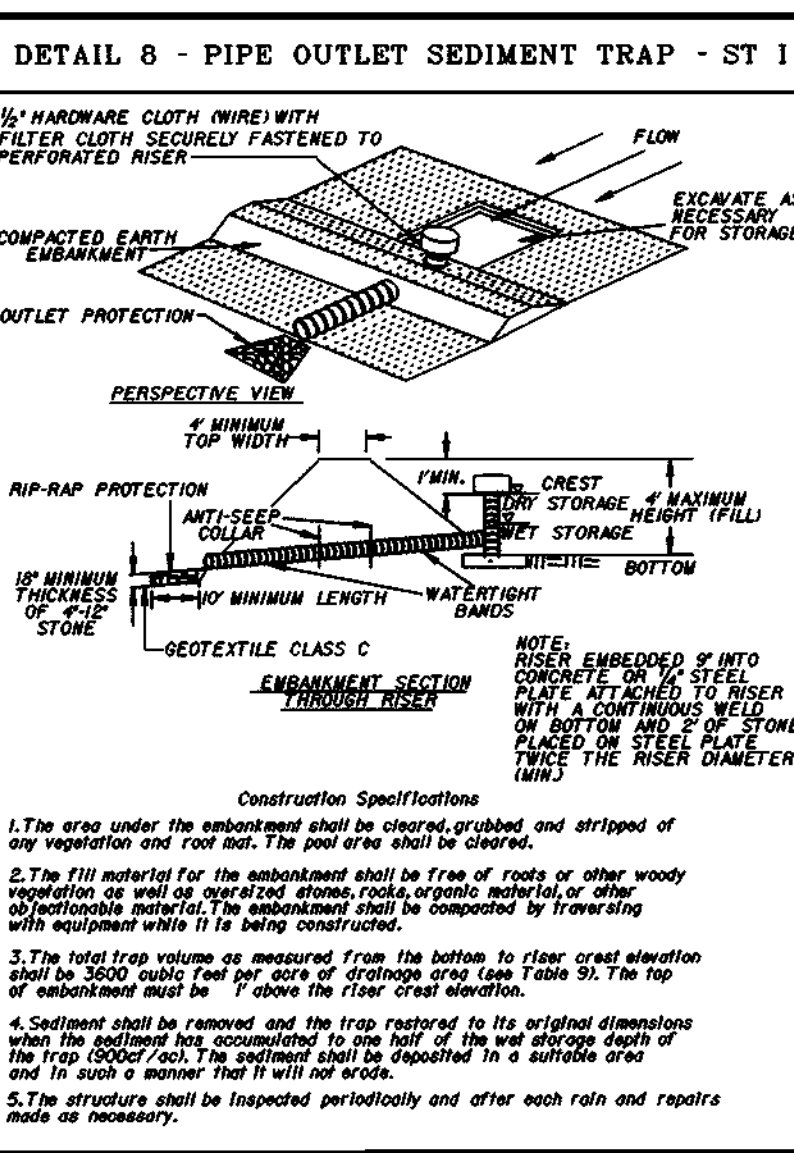 DETAIL 8 - PIPE OUTLET SEDIMENT TRAP - ST I
½" HARDWARE CLOTH (WIRE) WITH
FILTER CLOTH SECURELY FASTENED TO
PERFORATED RISER
FLOW
EXCAVATE AS
NECESSARY
FOR STORAGE
COMPACTED EARTH
EMBANKMENT
OUTLET PROTECTION
PERSPECTIVE VIEW
4' MINIMUM
TOP WIDTH
1' MIN.
CREST
RIP-RAP PROTECTION
DRY STORAGE
4' MAXIMUM
HEIGHT (FILL)
ANTI-SEEP
COLLAR
WET STORAGE
BOTTOM
18" MINIMUM
THICKNESS
OF 4"-12"
STONE
10' MINIMUM LENGTH
WATERTIGHT
BANDS
GEOTEXTILE CLASS C
EMBANKMENT SECTION
THROUGH RISER
NOTE:
RISER EMBEDDED 9" INTO
CONCRETE OR ¼" STEEL
PLATE ATTACHED TO RISER
WITH A CONTINUOUS WELD
ON BOTTOM AND 2' OF STONE
PLACED ON STEEL PLATE
TWICE THE RISER DIAMETER
(MIN.)
Construction Specifications
1. The area under the embankment shall be cleared, grubbed and stripped of
any vegetation and root mat. The pool area shall be cleared.
2. The fill material for the embankment shall be free of roots or other woody
vegetation as well as oversized stones, rocks, organic material, or other
objectionable material. The embankment shall be compacted by traversing
with equipment while it is being constructed.
3. The total trap volume as measured from the bottom to riser crest elevation
shall be 3600 cubic feet per acre of drainage area (see Table 9). The top
of embankment must be 1' above the riser crest elevation.
4. Sediment shall be removed and the trap restored to its original dimensions
when the sediment has accumulated to one half of the wet storage depth of
the trap (900cf/ac). The sediment shall be deposited in a suitable area
and in such a manner that it will not erode.
5. The structure shall be inspected periodically and after each rain and repairs
made as necessary.